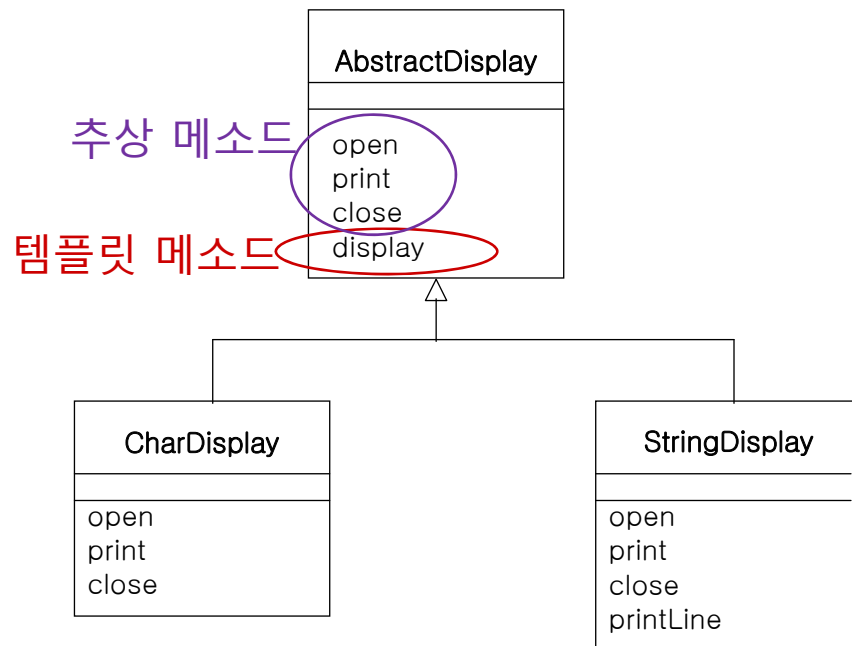 AbstractDisplay
추상 메소드
open
print
close
템플릿 메소드
display
CharDisplay
open
print
close
StringDisplay
open
print
close
printLine